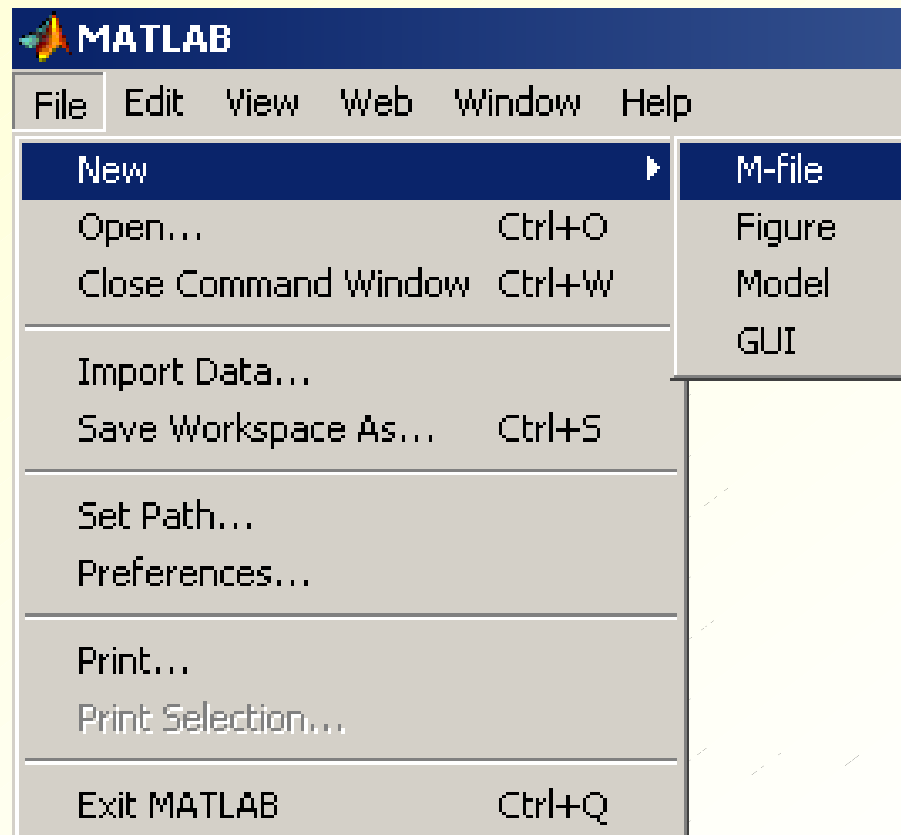 MATLAB
File Edit View Web Window Help
New M-file
Open... Ctrl+O Figure
Close Command Window Ctrl+W Model
GUI
Import Data...
Save Workspace As... Ctrl+S
Set Path...
Preferences...
Print...
Print Selection...
Exit MATLAB Ctrl+Q